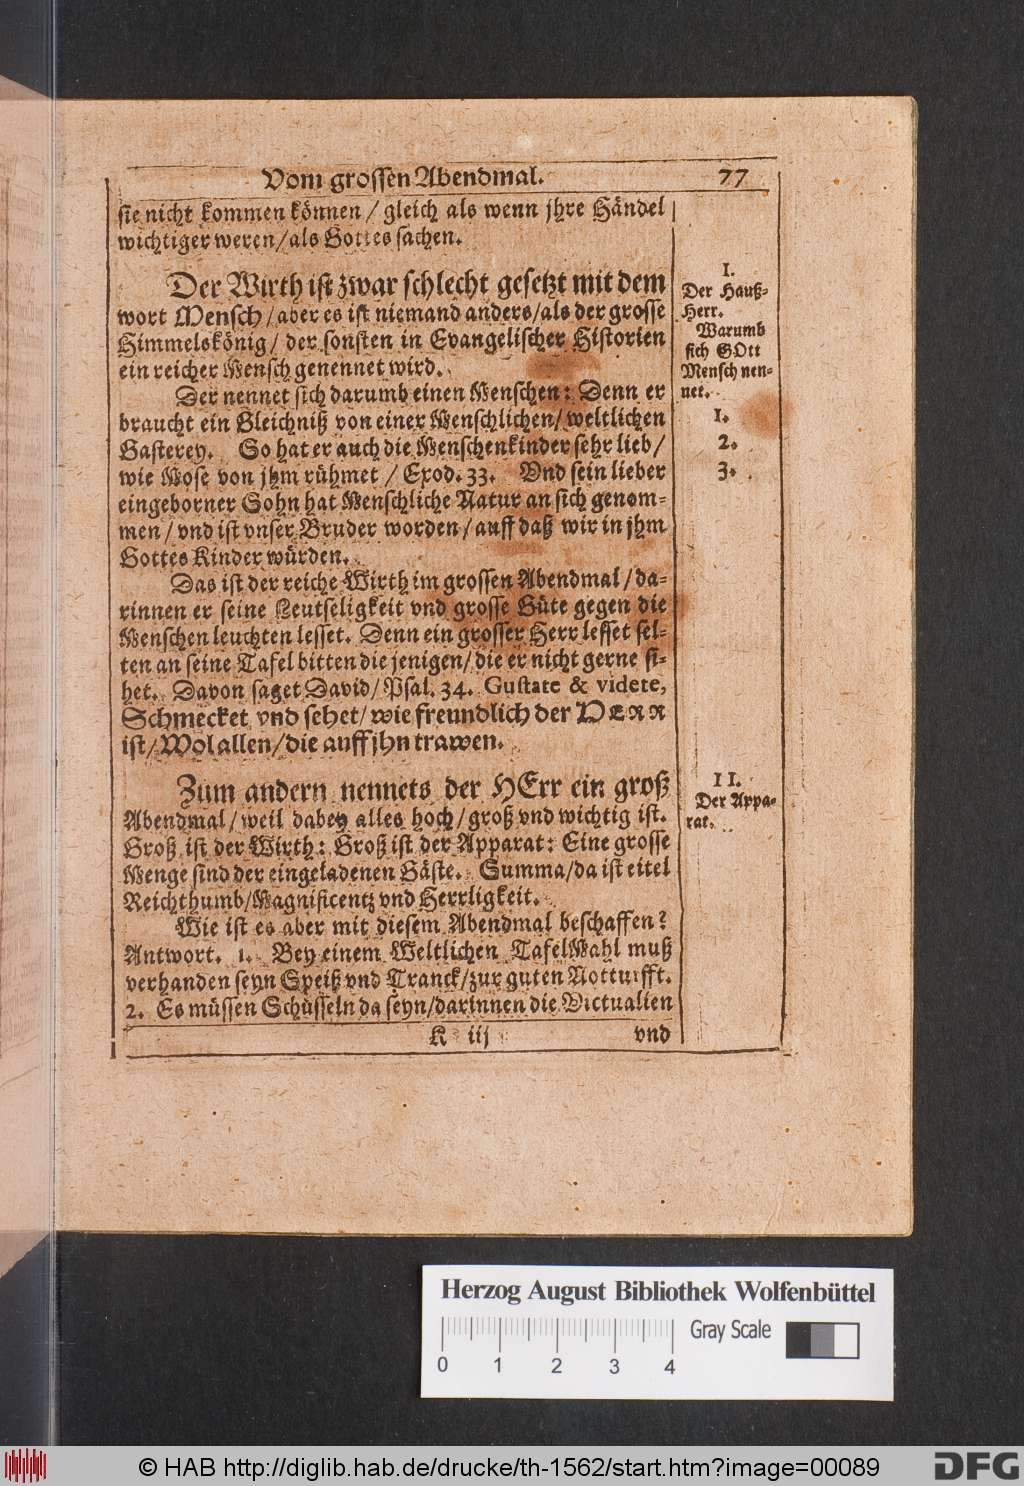 Vom grossen Abendmal. 77
sie nicht kommen können / gleich als wenn jhre Händel
wichtiger weren / als Gottes sachen.
Der Wirth ist zwar schlecht gesetzt mit dem
wort Mensch / aber es ist niemand anders / als der grosse
Himmelskönig / der sonsten in Evangelischer Historien
ein reicher Mensch genennet wird.
Der nennet sich darumb einen Menschen: Denn er
braucht ein Gleichniß von einer Menschlichen / weltlichen
Gasterey. So hat er auch die Menschenkinder sehr lieb /
wie Mose von jhm rühmet / Exod. 33. Vnd sein lieber
eingeborner Sohn hat Menschliche Natur an sich genom-
men / vnd ist vnser Bruder worden / auff daß wir in jhm
Gottes Kinder würden.
Das ist der reiche Wirth im grossen Abendmal / da-
rinnen er seine Leutseligkeit vnd grosse Güte gegen die
Menschen leuchten lesset. Denn ein grosser Herr lesset sel-
ten an seine Tafel bitten die jenigen / die er nicht gerne si-
het. Davon saget David / Psal. 34. Gustate & videte,
Schmecket vnd sehet / wie freundlich der HERR
ist / Wol allen / die auff jhn trawen.
Zum andern nennets der HErr ein groß
Abendmal / weil dabey alles hoch / groß vnd wichtig ist.
Groß ist der Wirth: Groß ist der Apparat: Eine grosse
Menge sind der eingeladenen Gäste. Summa / da ist eitel
Reichthumb / Magnificentz vnd Herrligkeit.
Wie ist es aber mit diesem Abendmal beschaffen?
Antwort. 1. Bey einem Weltlichen TafelMahl muß
verhanden seyn Speiß vnd Tranck / zur guten Notturfft.
2. Es müssen Schüsseln da seyn / darinnen die Victualien
K iij vnd
I.
Der Hauß-
Herr.
Warumb
sich GOtt
Mensch nen-
net.
1.
2.
3.
II.
Der Appa-
rat.
Herzog August Bibliothek Wolfenbüttel
Gray Scale
0 1 2 3 4
© HAB http://diglib.hab.de/drucke/th-1562/start.htm?image=00089
DFG